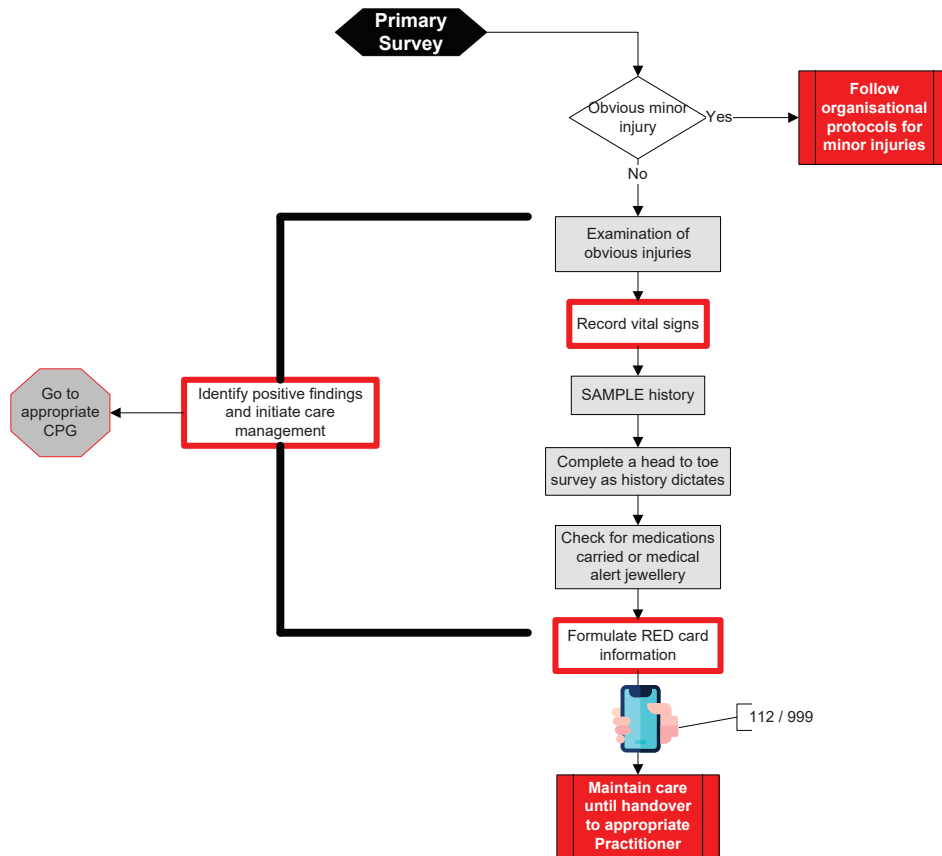 Primary
Survey
Obvious minor
injury
Yes
Follow
organisational
protocols for
minor injuries
No
Examination of
obvious injuries
Record vital signs
SAMPLE history
Go to
appropriate
CPG
Identify positive findings
and initiate care
management
Complete a head to toe
survey as history dictates
Check for medications
carried or medical
alert jewellery
Formulate RED card
information
112 / 999
Maintain care
until handover
to appropriate
Practitioner